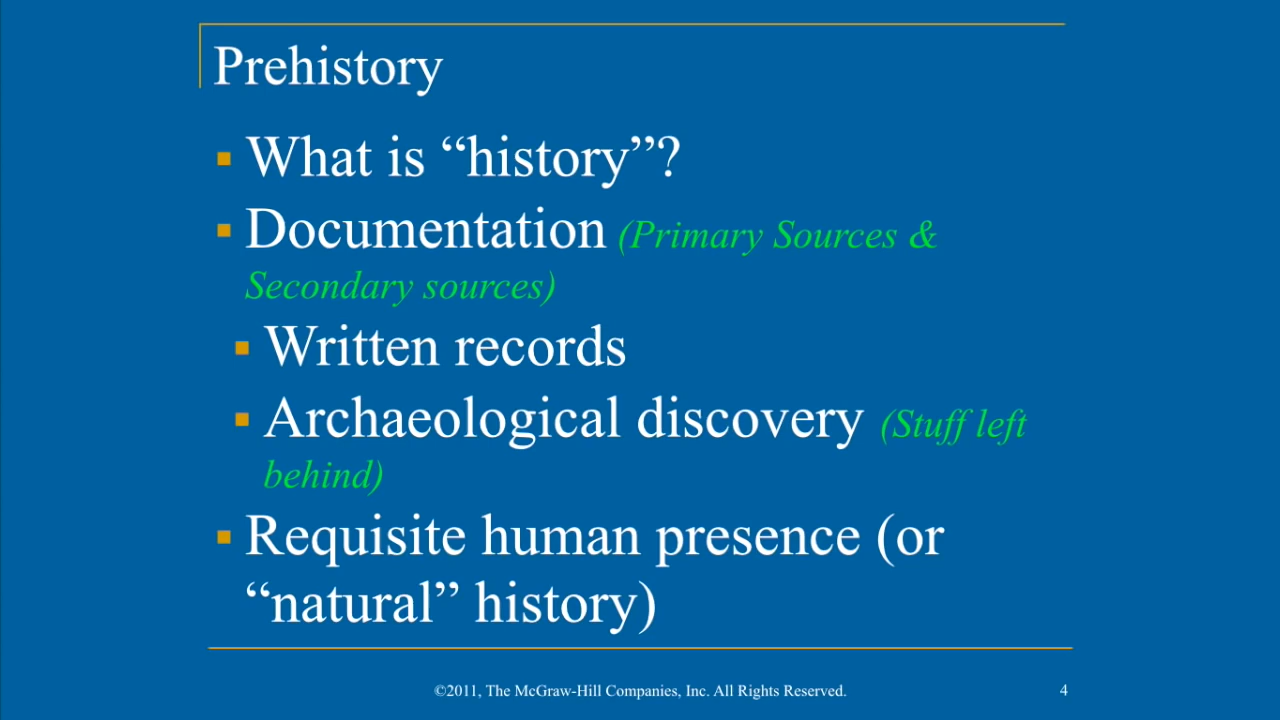 Prehistory
▪ What is “history”?
▪ Documentation (Primary Sources &
Secondary sources)
▪ Written records
▪ Archaeological discovery (Stuff left
behind)
▪ Requisite human presence (or
“natural” history)
©2011, The McGraw-Hill Companies, Inc. All Rights Reserved.
4